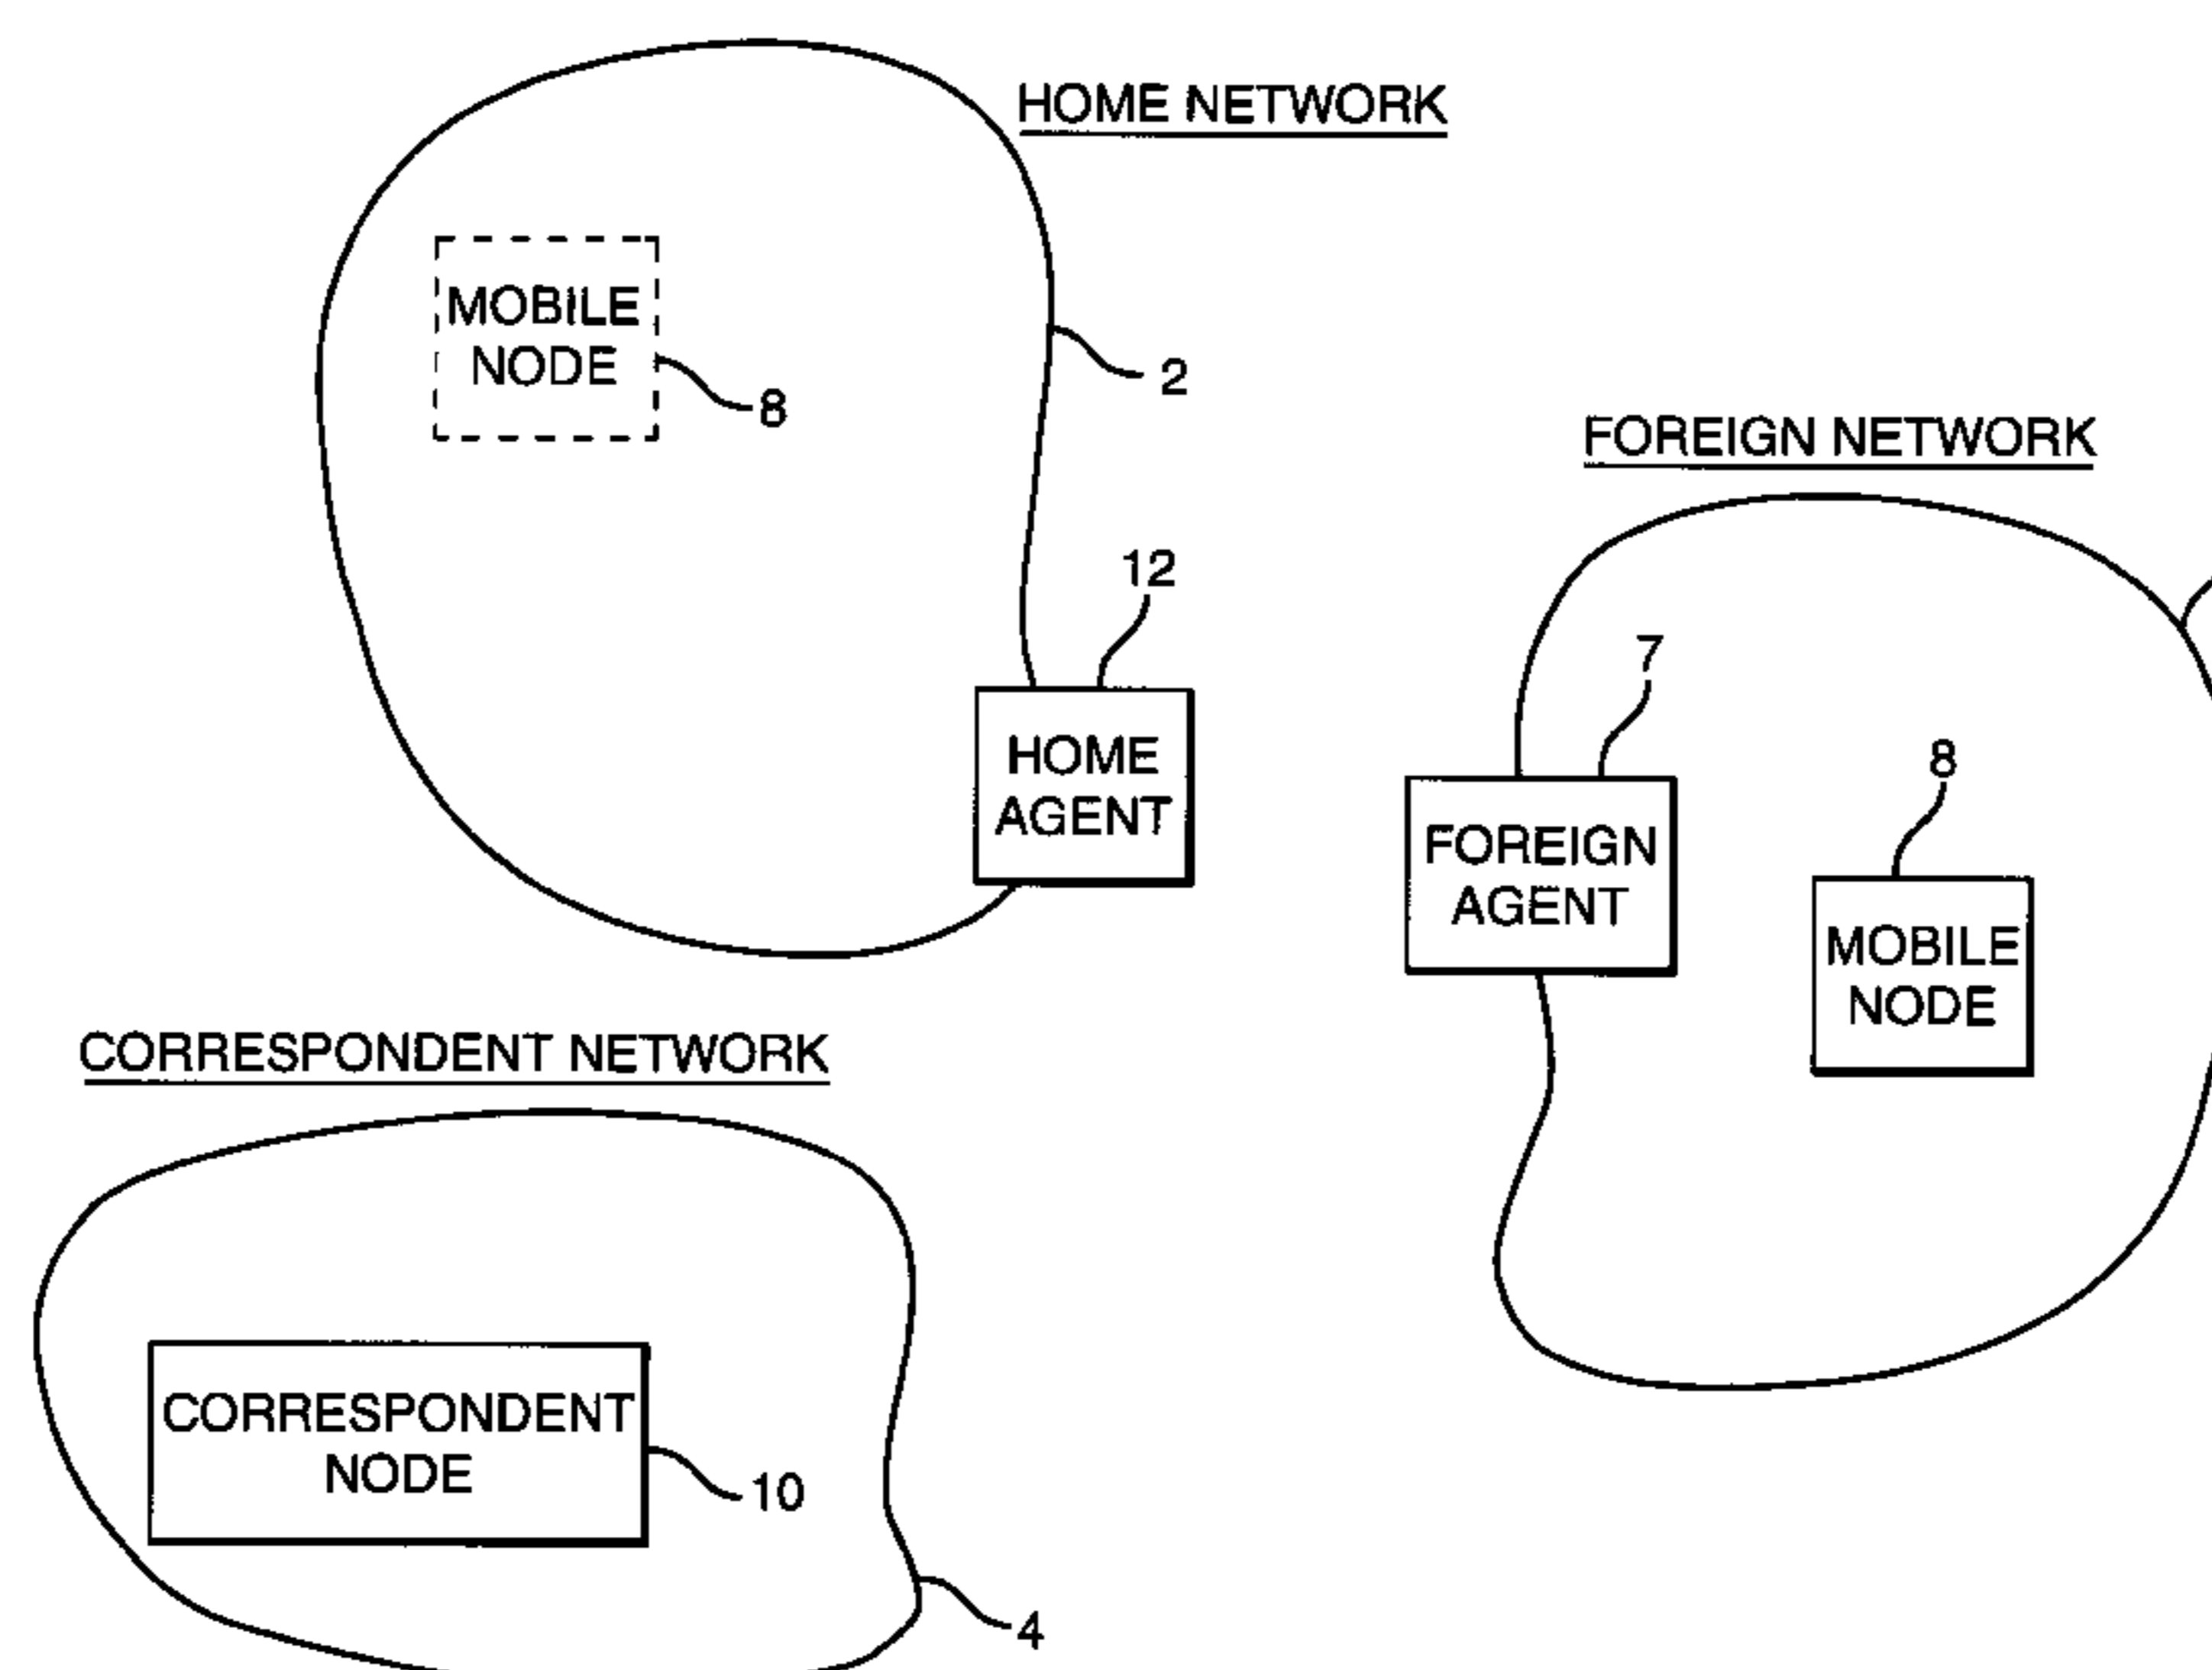 HOME NETWORK
MOBILE
NODE
8
2
FOREIGN NETWORK
12
HOME
AGENT
7
FOREIGN
AGENT
8
MOBILE
NODE
CORRESPONDENT NETWORK
CORRESPONDENT
NODE
10
4